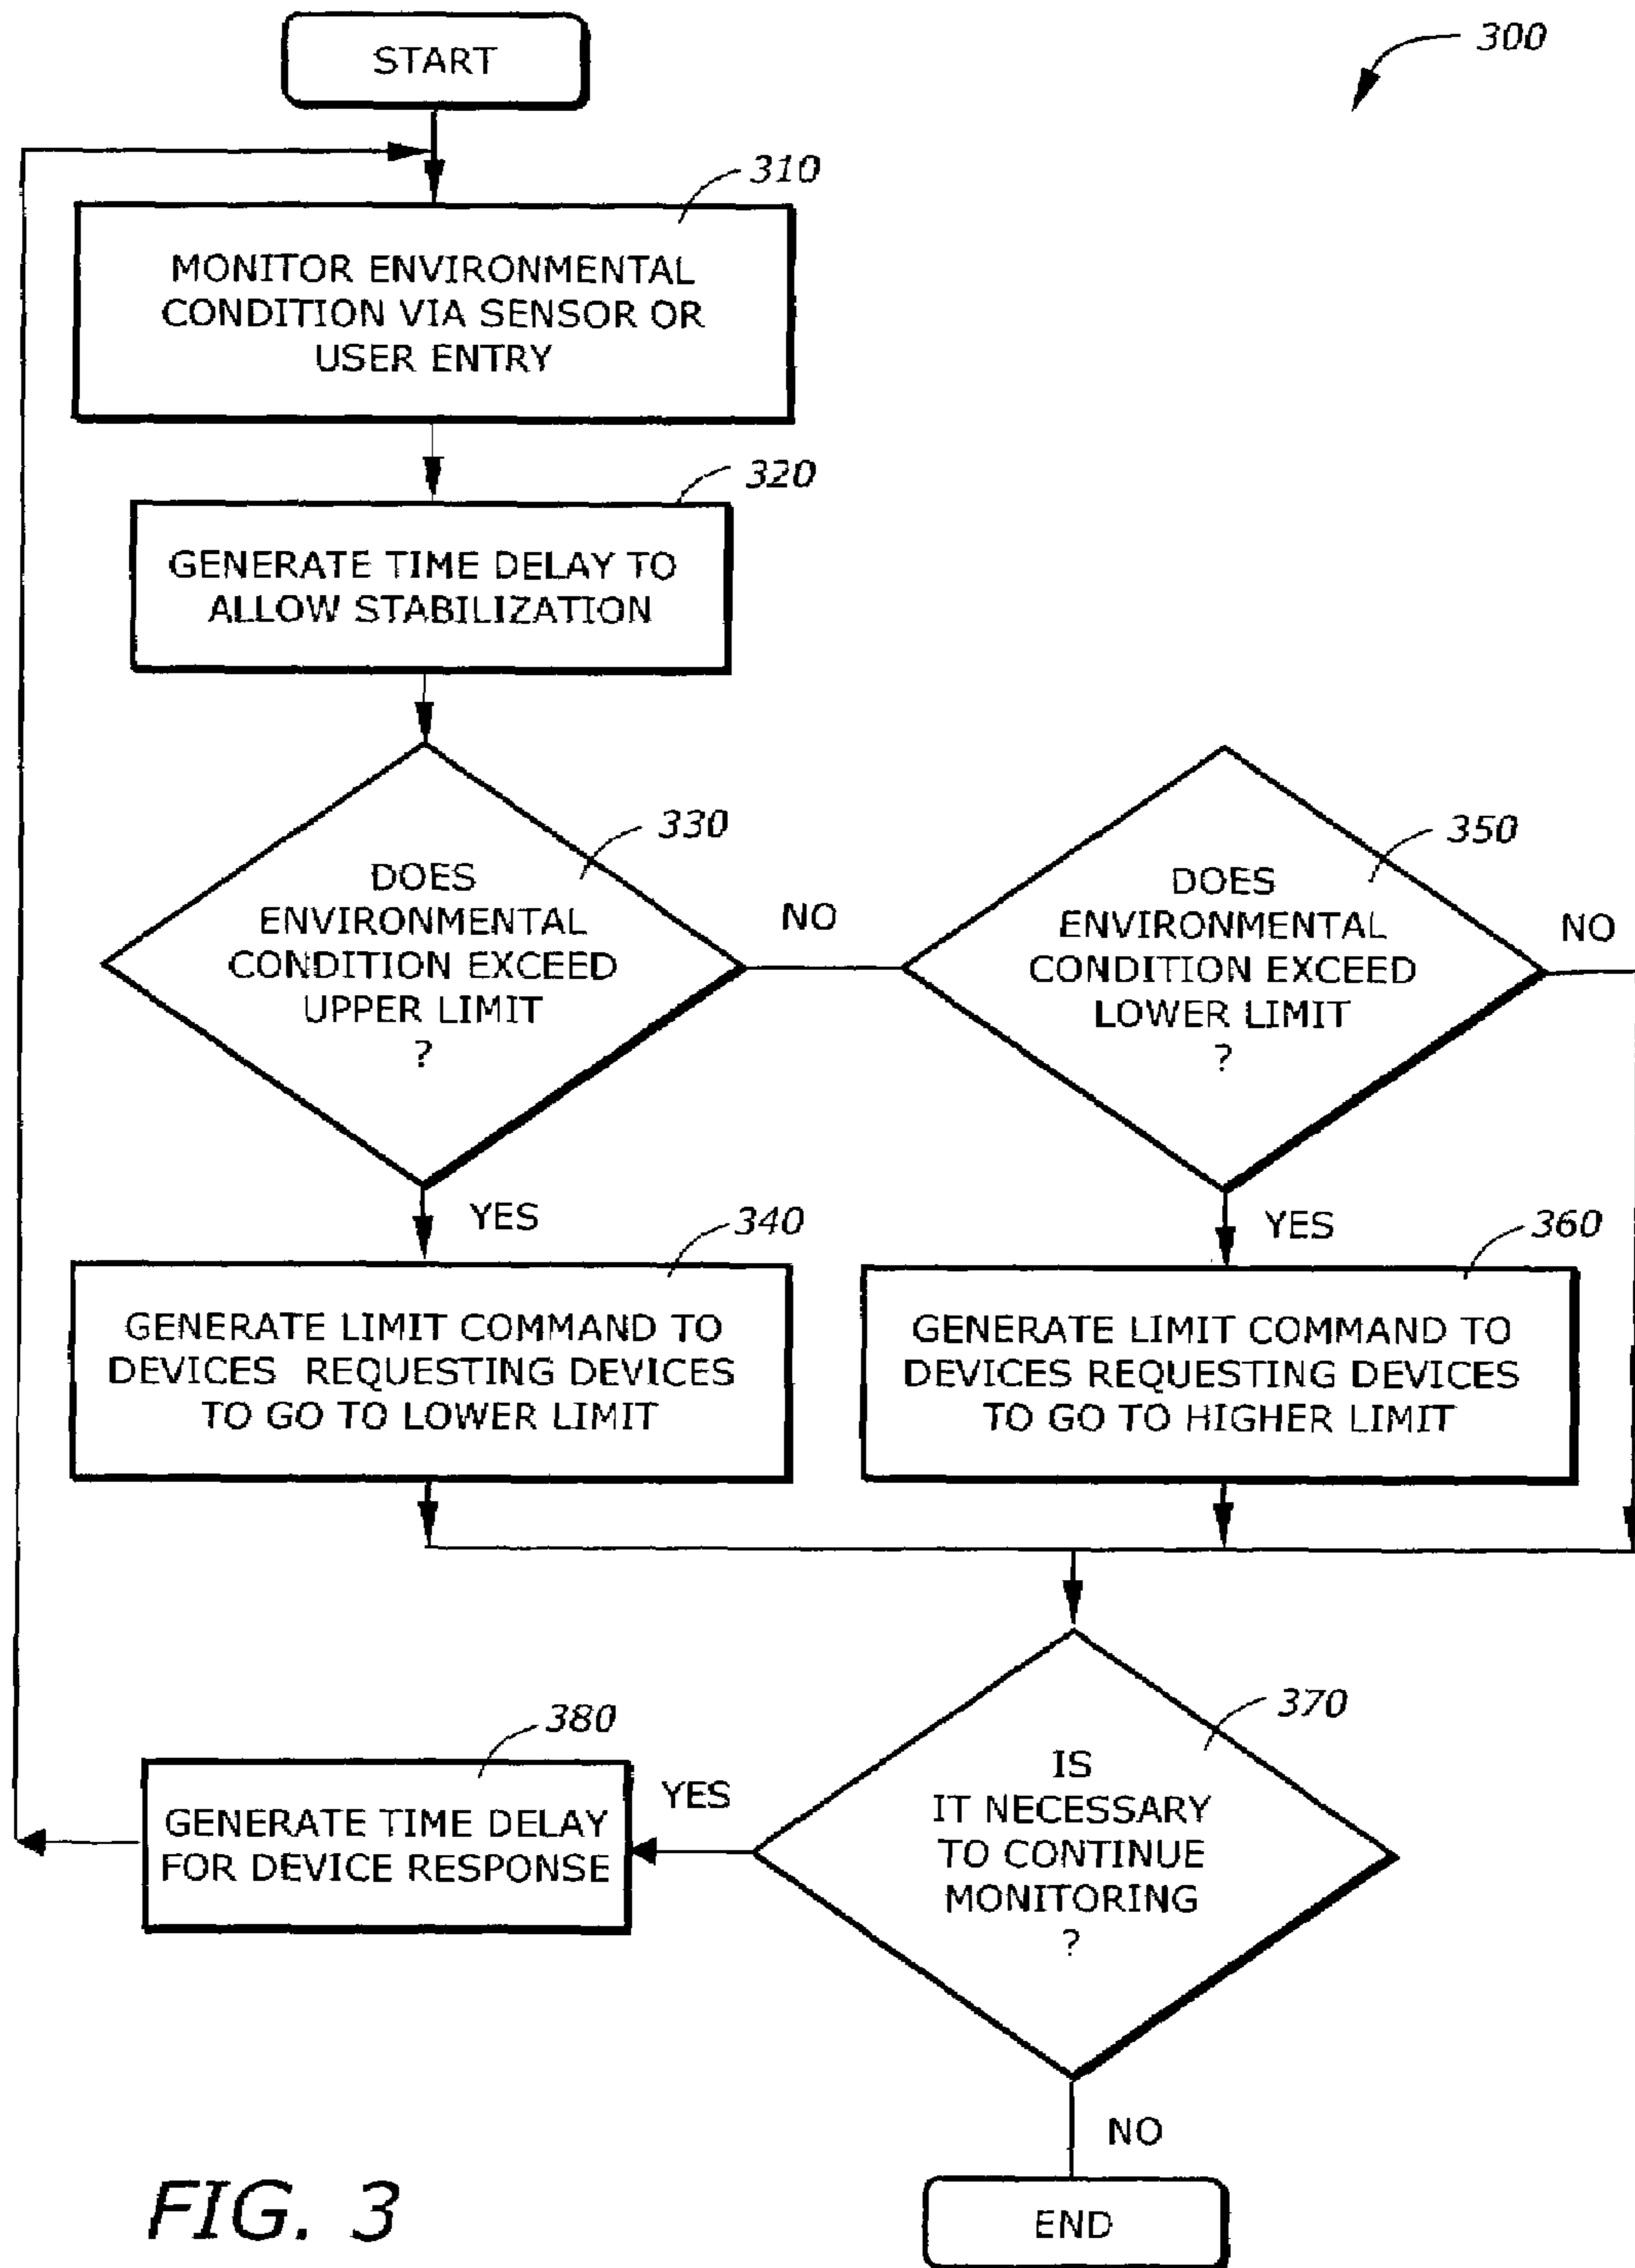 START
300
310
MONITOR ENVIRONMENTAL
CONDITION VIA SENSOR OR
USER ENTRY
320
GENERATE TIME DELAY TO
ALLOW STABILIZATION
330
DOES
ENVIRONMENTAL
CONDITION EXCEED
UPPER LIMIT
?
NO
350
DOES
ENVIRONMENTAL
CONDITION EXCEED
LOWER LIMIT
?
NO
YES
340
GENERATE LIMIT COMMAND TO
DEVICES REQUESTING DEVICES
TO GO TO LOWER LIMIT
YES
360
GENERATE LIMIT COMMAND TO
DEVICES REQUESTING DEVICES
TO GO TO HIGHER LIMIT
370
IS
IT NECESSARY
TO CONTINUE
MONITORING
?
YES
380
GENERATE TIME DELAY
FOR DEVICE RESPONSE
NO
END
FIG. 3